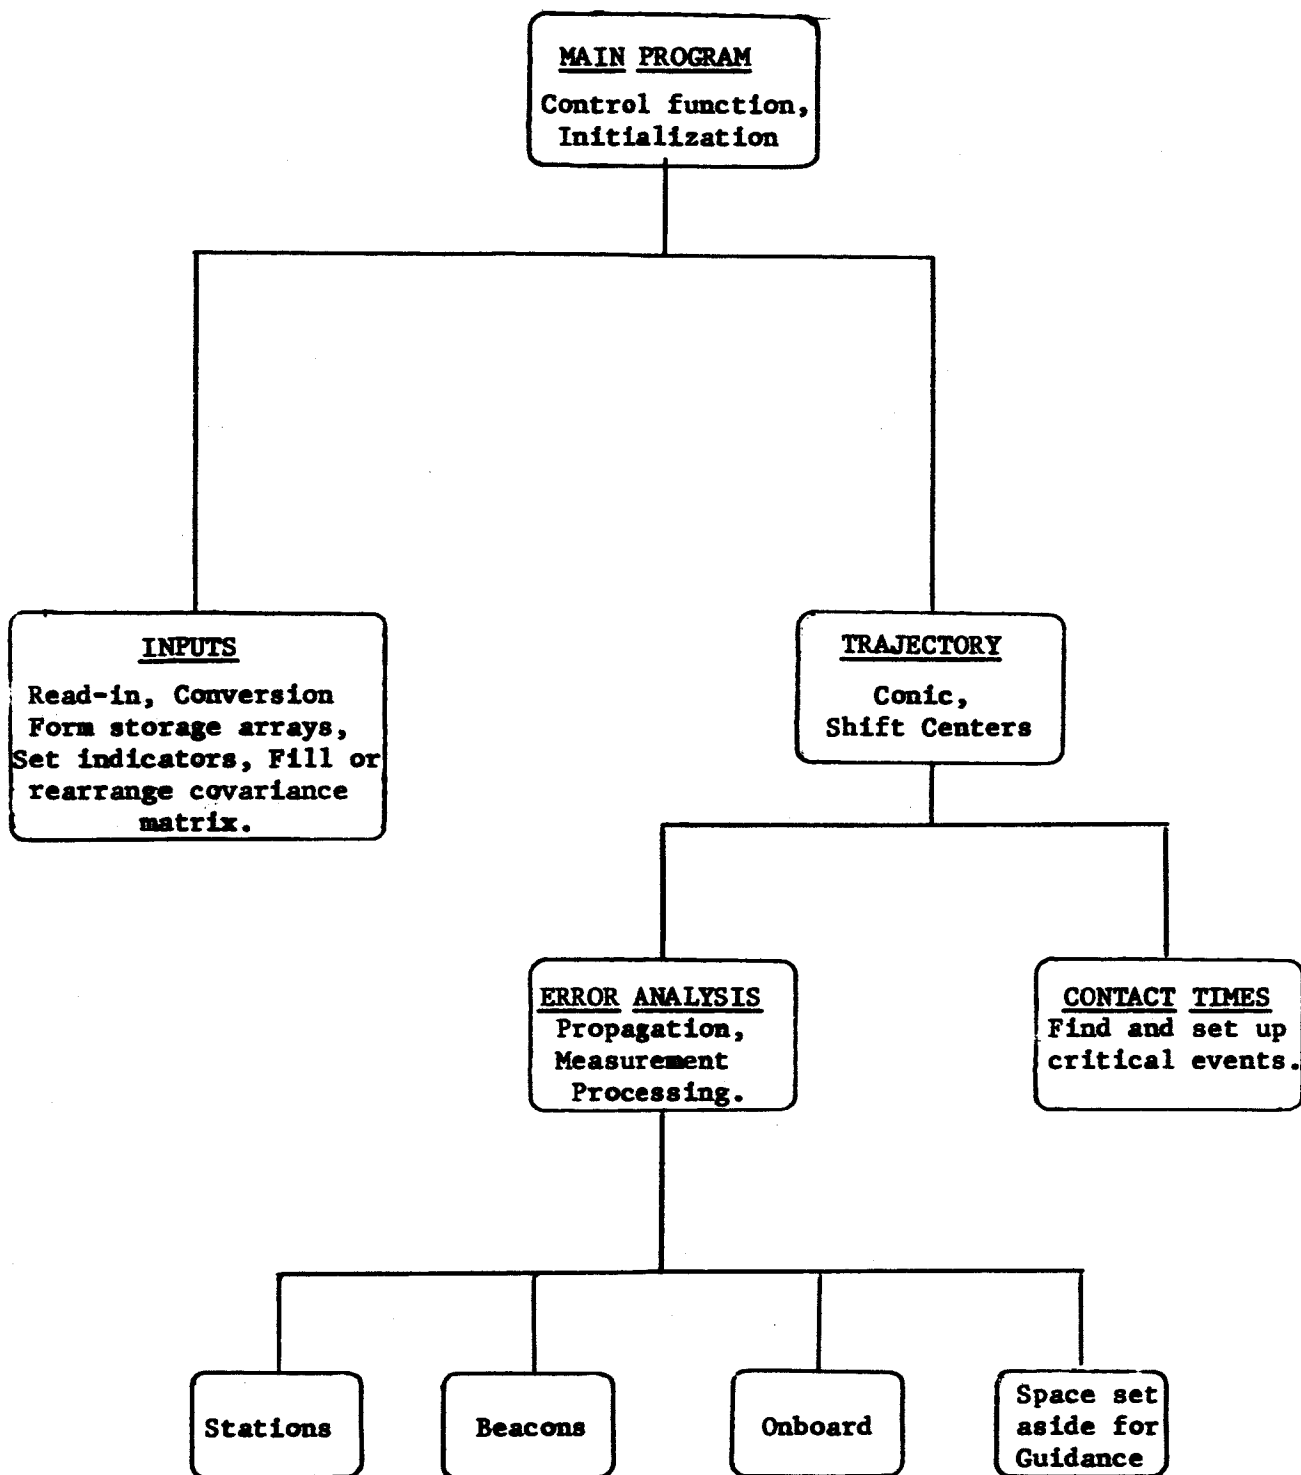 MAIN PROGRAM
Control function,
Initialization
INPUTS
Read-in, Conversion
Form storage arrays,
Set indicators, Fill or
rearrange covariance
matrix.
TRAJECTORY
Conic,
Shift Centers
ERROR ANALYSIS
Propagation,
Measurement
Processing.
CONTACT TIMES
Find and set up
critical events.
Stations
Beacons
Onboard
Space set
aside for
Guidance